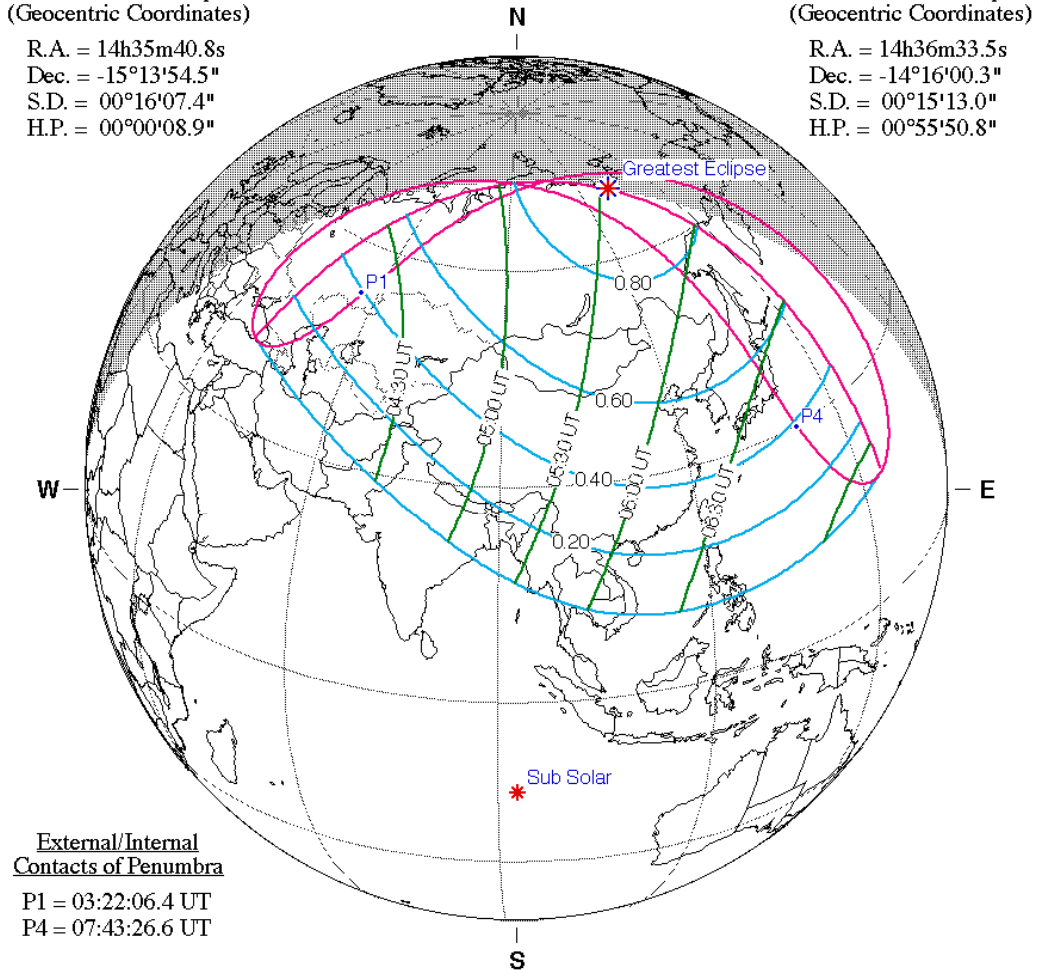 (Geocentric Coordinates)
R.A. = 14h35m40.8s
Dec. = -15°13'54.5"
S.D. = 00°16'07.4"
H.P. = 00°00'08.9"
(Geocentric Coordinates)
R.A. = 14h36m33.5s
Dec. = -14°16'00.3"
S.D. = 00°15'13.0"
H.P. = 00°55'50.8"
N
Greatest Eclipse
P1
0.80
04:30 UT
05:00 UT
0.60
P4
05:30 UT
0.40
06:00 UT
06:30 UT
W
E
0.20
Sub Solar
External/Internal
Contacts of Penumbra
P1 = 03:22:06.4 UT
P4 = 07:43:26.6 UT
S